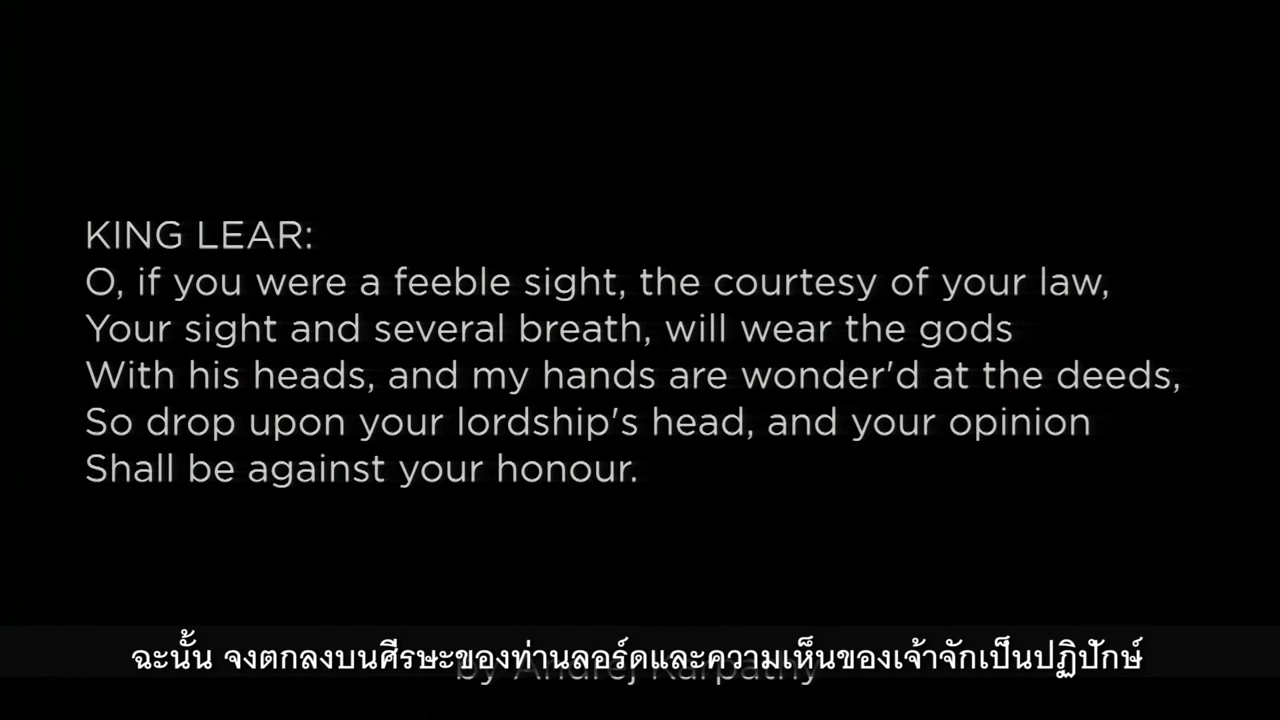 KING LEAR:
O, if you were a feeble sight, the courtesy of your law,
Your sight and several breath, will wear the gods
With his heads, and my hands are wonder'd at the deeds,
So drop upon your lordship's head, and your opinion
Shall be against your honour.
ฉะนั้น จงตกลงบนศีรษะของท่านลอร์ดและความเห็นของเจ้าจักเป็นปฏิปักษ์
by Andrej Karpathy